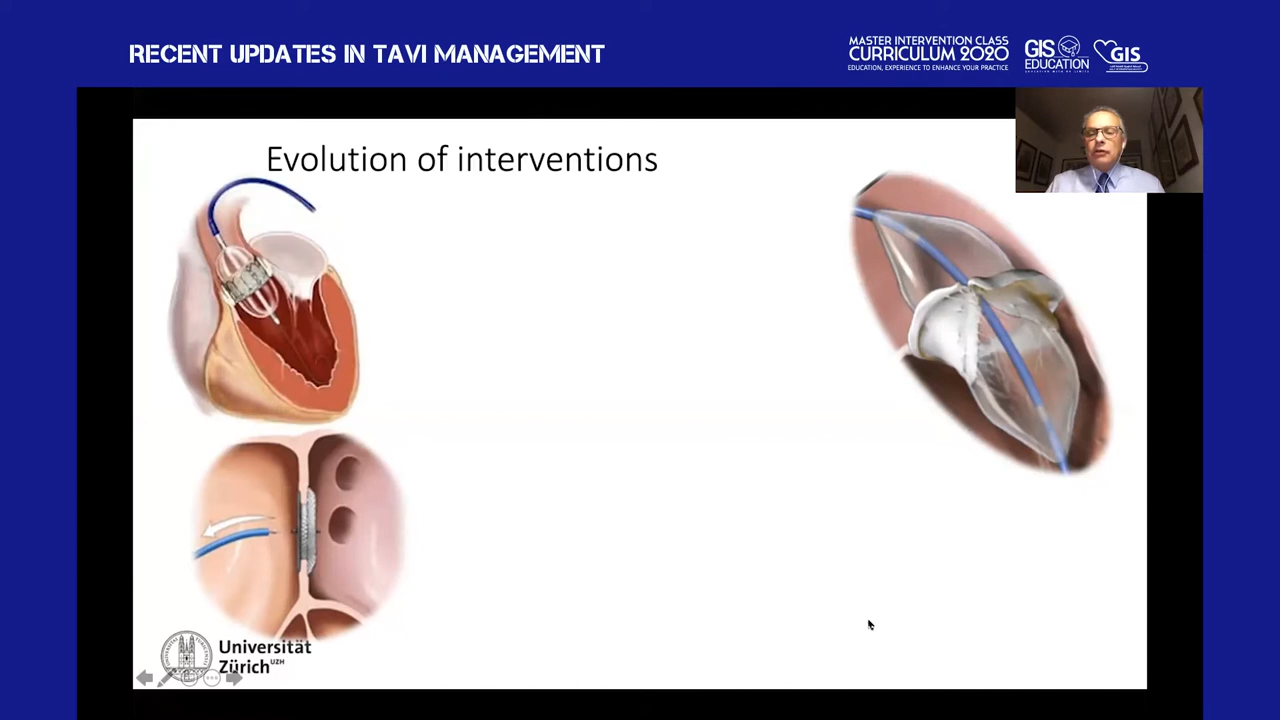 RECENT UPDATES IN TAVI MANAGEMENT
MASTER INTERVENTION CLASS
CURRICULUM 2020
EDUCATION, EXPERIENCE TO ENHANCE YOUR PRACTICE
GIS
EDUCATION
GIS
Evolution of interventions
Universität
Zürich UZH